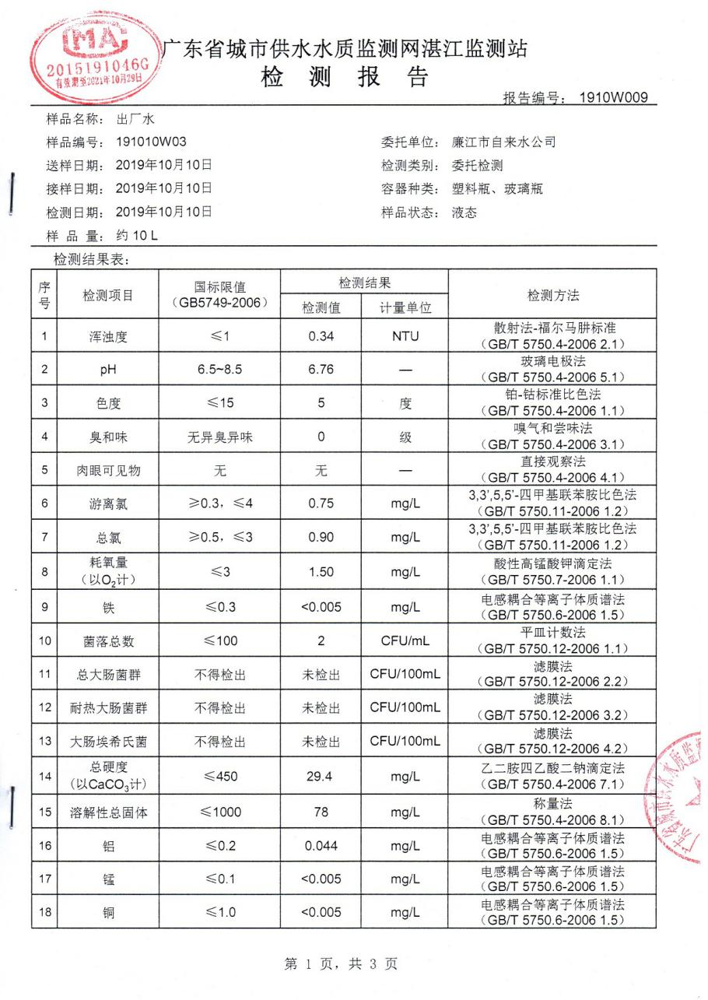 MA
2015191046G
有效期至2021年10月29日
广东省城市供水水质监测网湛江监测站
检 测 报 告
报告编号： 1910W009
样品名称： 出厂水
样品编号： 191010W03 委托单位： 廉江市自来水公司
送样日期： 2019年10月10日 检测类别： 委托检测
接样日期： 2019年10月10日 容器种类： 塑料瓶、玻璃瓶
检测日期： 2019年10月10日 样品状态： 液态
样 品 量： 约 10 L
检测结果表：
序号 检测项目 国标限值（GB5749-2006） 检测结果 检测方法
检测值 计量单位
1 浑浊度 ≤1 0.34 NTU 散射法-福尔马肼标准（GB/T 5750.4-2006 2.1）
2 pH 6.5~8.5 6.76 — 玻璃电极法（GB/T 5750.4-2006 5.1）
3 色度 ≤15 5 度 铂-钴标准比色法（GB/T 5750.4-2006 1.1）
4 臭和味 无异臭异味 0 级 嗅气和尝味法（GB/T 5750.4-2006 3.1）
5 肉眼可见物 无 无 — 直接观察法（GB/T 5750.4-2006 4.1）
6 游离氯 ≥0.3，≤4 0.75 mg/L 3,3',5,5'-四甲基联苯胺比色法（GB/T 5750.11-2006 1.2）
7 总氯 ≥0.5，≤3 0.90 mg/L 3,3',5,5'-四甲基联苯胺比色法（GB/T 5750.11-2006 1.2）
8 耗氧量（以O2计） ≤3 1.50 mg/L 酸性高锰酸钾滴定法（GB/T 5750.7-2006 1.1）
9 铁 ≤0.3 <0.005 mg/L 电感耦合等离子体质谱法（GB/T 5750.6-2006 1.5）
10 菌落总数 ≤100 2 CFU/mL 平皿计数法（GB/T 5750.12-2006 1.1）
11 总大肠菌群 不得检出 未检出 CFU/100mL 滤膜法（GB/T 5750.12-2006 2.2）
12 耐热大肠菌群 不得检出 未检出 CFU/100mL 滤膜法（GB/T 5750.12-2006 3.2）
13 大肠埃希氏菌 不得检出 未检出 CFU/100mL 滤膜法（GB/T 5750.12-2006 4.2）
14 总硬度（以CaCO3计） ≤450 29.4 mg/L 乙二胺四乙酸二钠滴定法（GB/T 5750.4-2006 7.1）
15 溶解性总固体 ≤1000 78 mg/L 称量法（GB/T 5750.4-2006 8.1）
16 铝 ≤0.2 0.044 mg/L 电感耦合等离子体质谱法（GB/T 5750.6-2006 1.5）
17 锰 ≤0.1 <0.005 mg/L 电感耦合等离子体质谱法（GB/T 5750.6-2006 1.5）
18 铜 ≤1.0 <0.005 mg/L 电感耦合等离子体质谱法（GB/T 5750.6-2006 1.5）
广东省城市供水水质监测
第 1 页，共 3 页